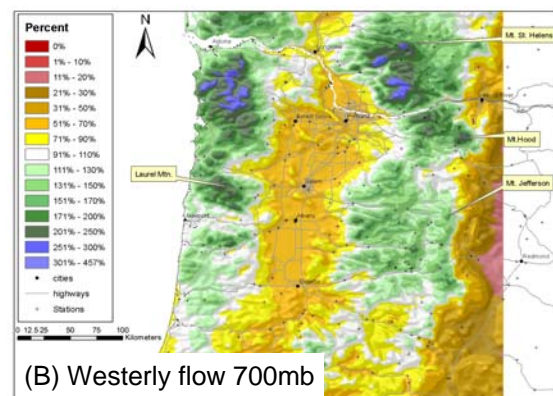 Percent
0%
1% - 10%
11% - 20%
21% - 30%
31% - 50%
51% - 70%
71% - 90%
91% - 110%
111% - 130%
131% - 150%
151% - 170%
171% - 200%
201% - 250%
251% - 300%
301% - 457%
cities
highways
Stations
0 12.5 25 50 75 100
Kilometers
N
Mt. St. Helens
Mt.Hood
Laurel Mtn.
Mt. Jefferson
Albany
Redmond
(B) Westerly flow 700mb